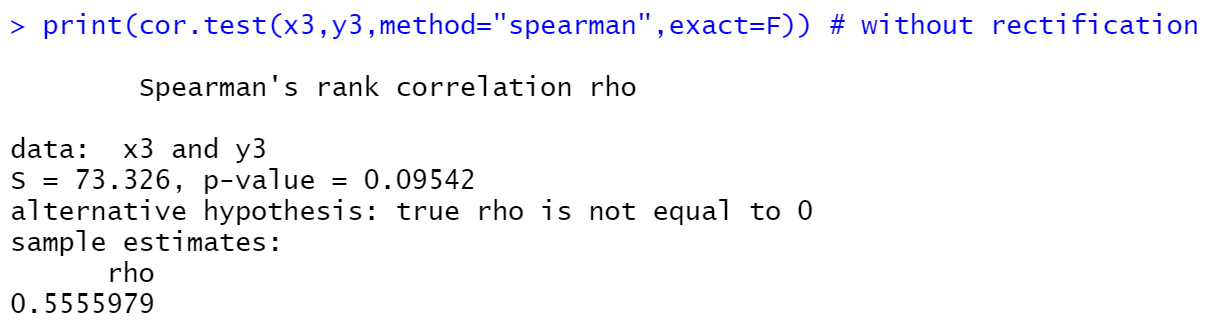 > print(cor.test(x3,y3,method="spearman",exact=F)) # without rectification
Spearman's rank correlation rho
data:  x3 and y3
S = 73.326, p-value = 0.09542
alternative hypothesis: true rho is not equal to 0
sample estimates:
rho
0.5555979